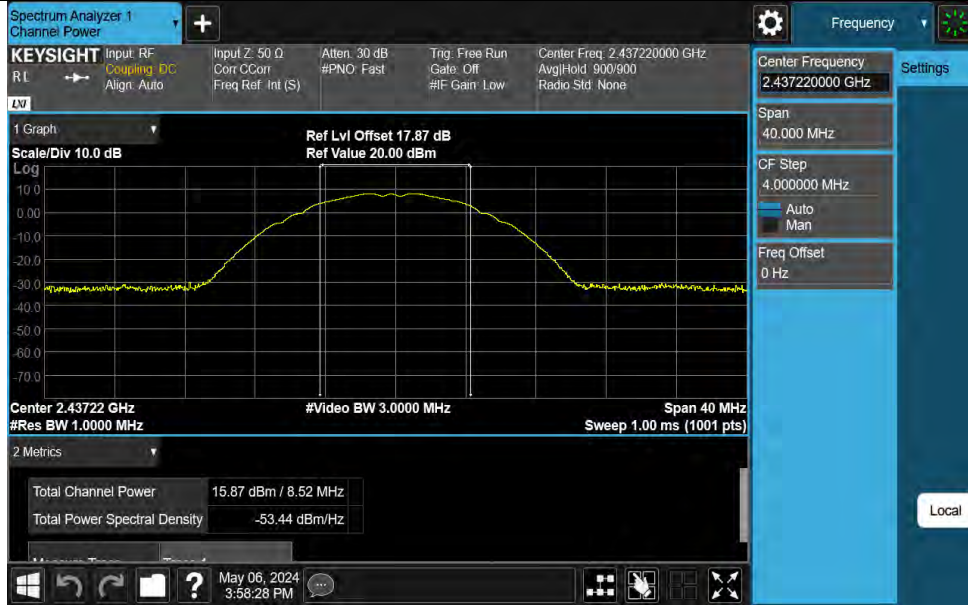 Spectrum Analyzer 1
Channel Power
+
Frequency
KEYSIGHT
RL
LXI
Input: RF
Coupling: DC
Align: Auto
Input Z: 50 Ω
Corr CCorr
Freq Ref: Int (S)
Atten: 30 dB
#PNO: Fast
Trig: Free Run
Gate: Off
#IF Gain: Low
Center Freq: 2.437220000 GHz
Avg|Hold: 900/900
Radio Std: None
Center Frequency
2.437220000 GHz
Settings
Span
40.000 MHz
CF Step
4.000000 MHz
Auto
Man
Freq Offset
0 Hz
Local
1 Graph
Scale/Div 10.0 dB
Ref Lvl Offset 17.87 dB
Ref Value 20.00 dBm
Log
10.0
0.00
-10.0
-20.0
-30.0
-40.0
-50.0
-60.0
-70.0
Center 2.43722 GHz
#Video BW 3.0000 MHz
Span 40 MHz
#Res BW 1.0000 MHz
Sweep 1.00 ms (1001 pts)
2 Metrics
Total Channel Power 15.87 dBm / 8.52 MHz
Total Power Spectral Density -53.44 dBm/Hz
?
May 06, 2024
3:58:28 PM